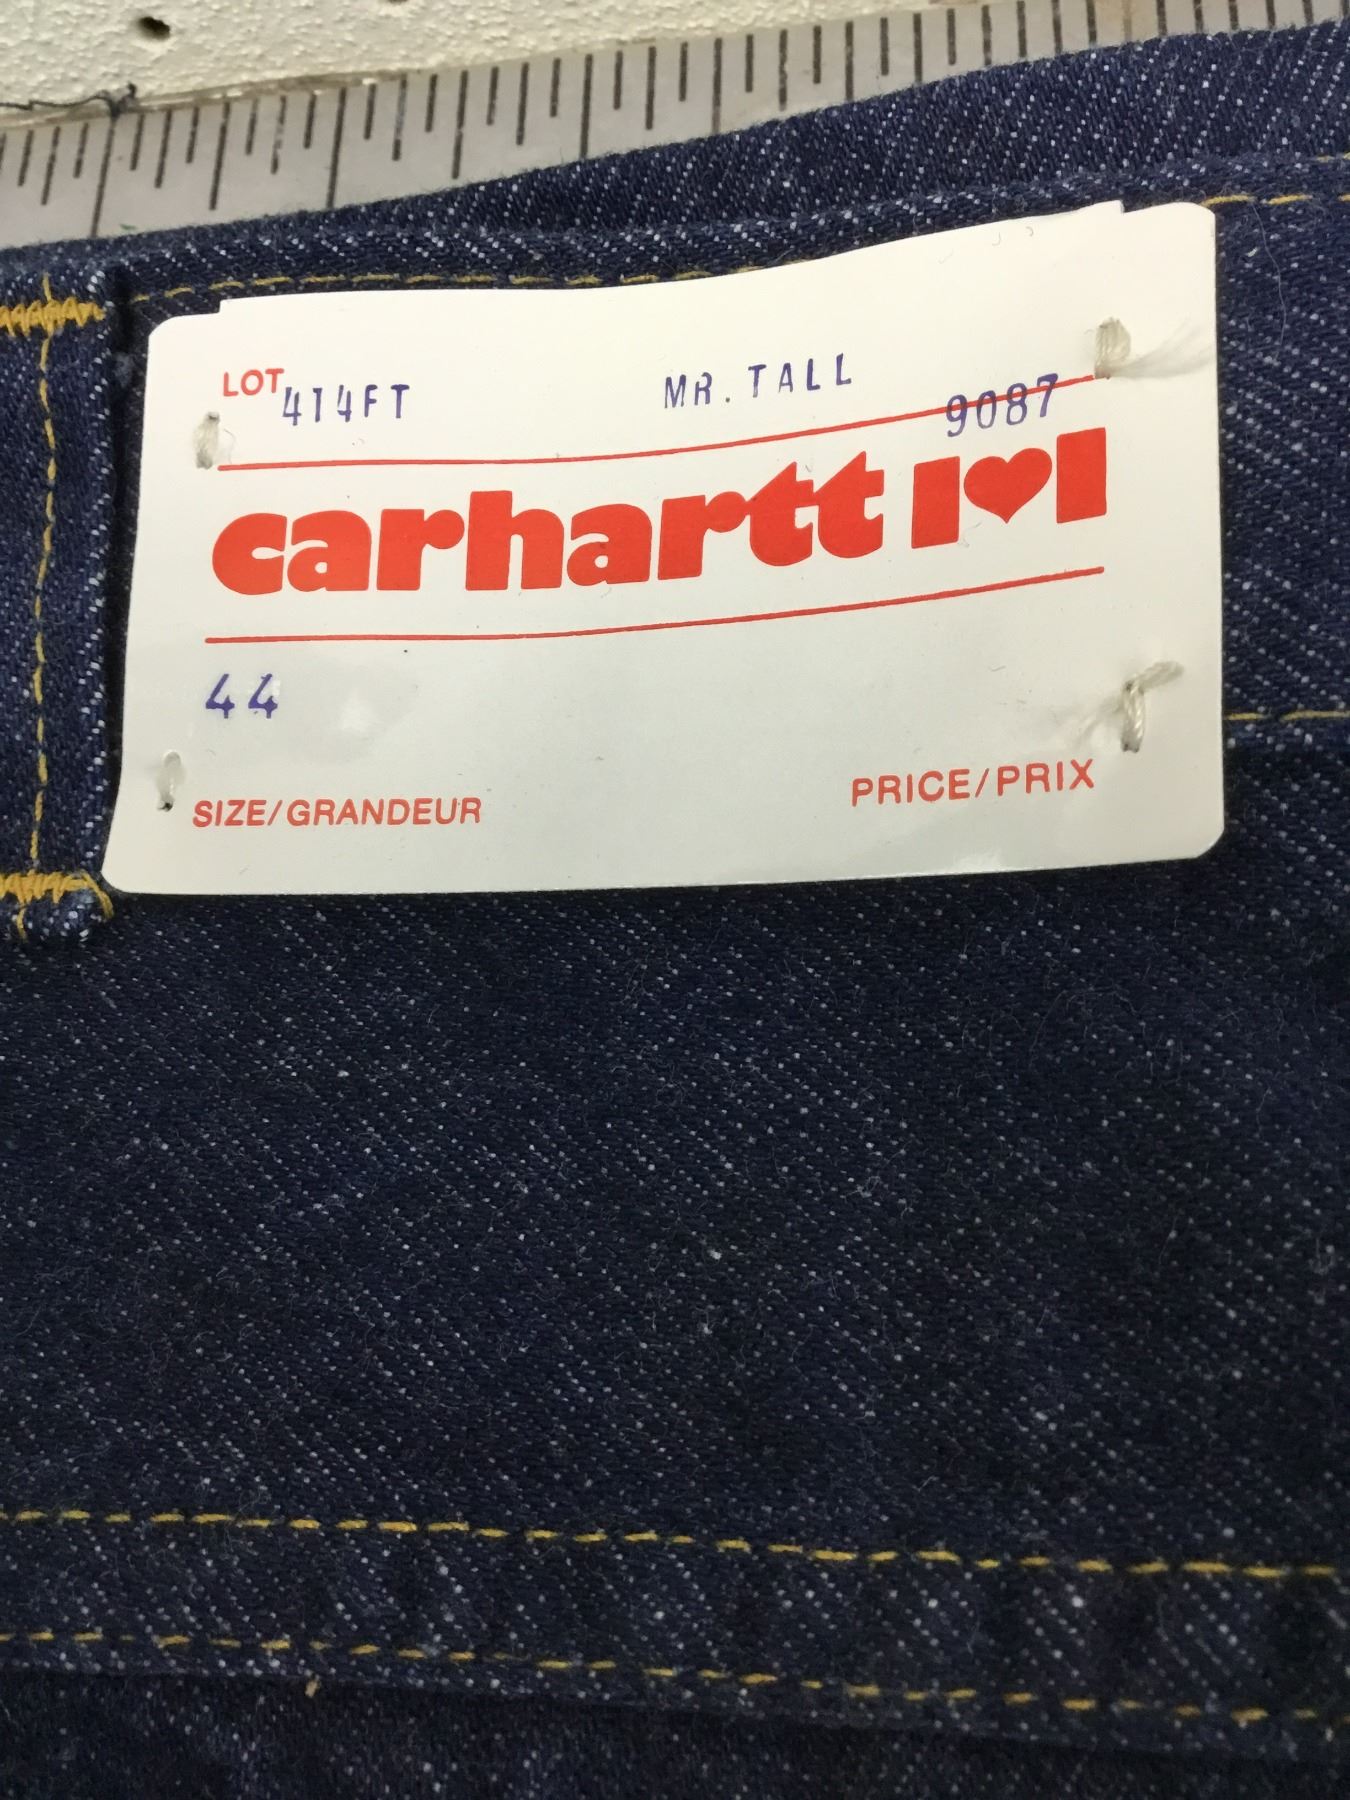 LOT 414FT MR. TALL
9087
carhartt I♥I
44
SIZE/GRANDEUR PRICE/PRIX